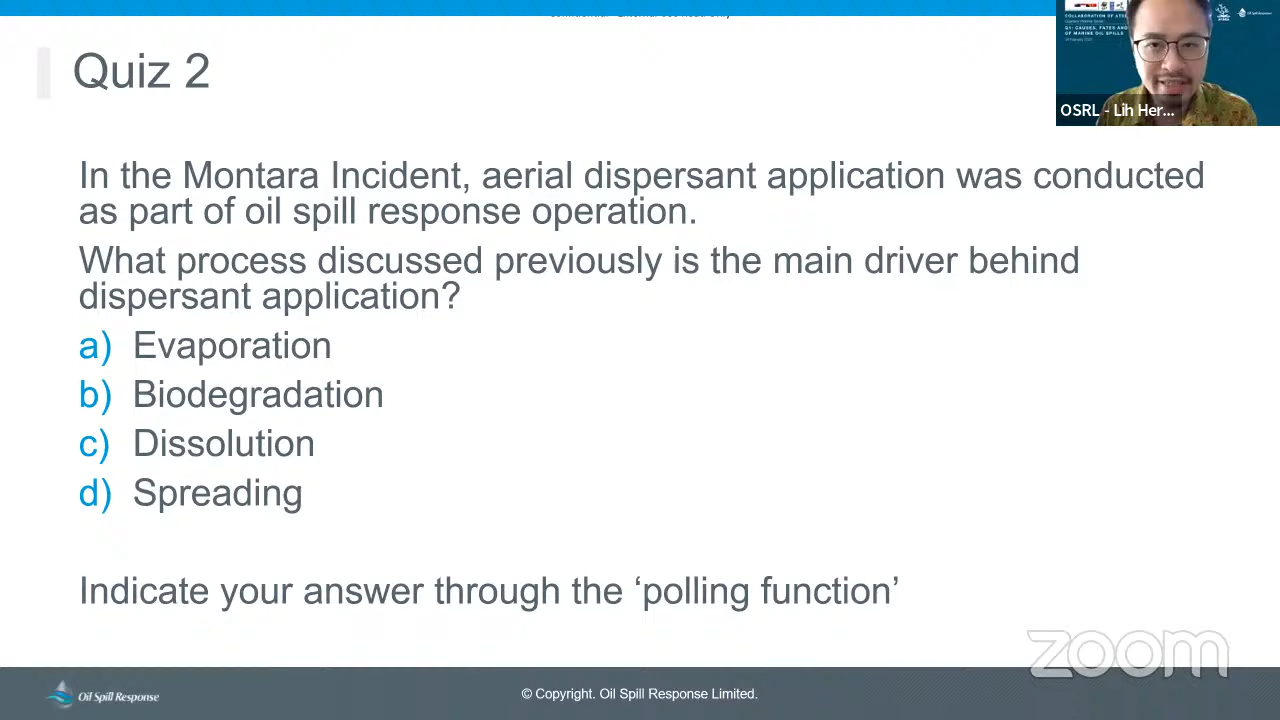 Quiz 2
In the Montara Incident, aerial dispersant application was conducted
as part of oil spill response operation.
What process discussed previously is the main driver behind
dispersant application?
a) Evaporation
b) Biodegradation
c) Dissolution
d) Spreading
Indicate your answer through the ‘polling function’
OSRL - Lih Her...
zoom
Oil Spill Response
© Copyright. Oil Spill Response Limited.